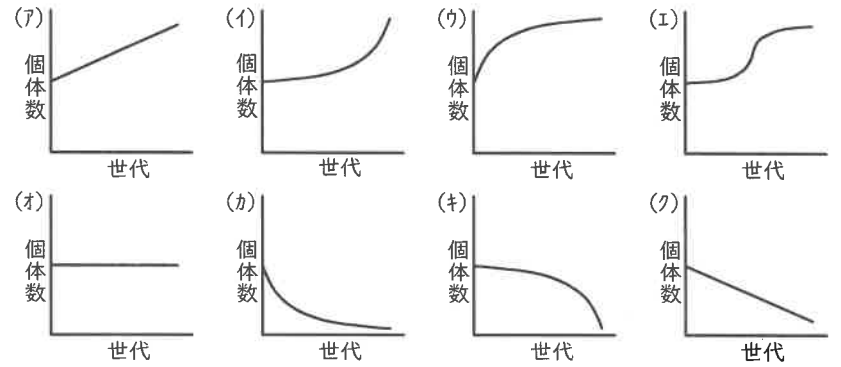 (ア)
個体数
世代
(イ)
個体数
世代
(ウ)
個体数
世代
(エ)
個体数
世代
(オ)
個体数
世代
(カ)
個体数
世代
(キ)
個体数
世代
(ク)
個体数
世代